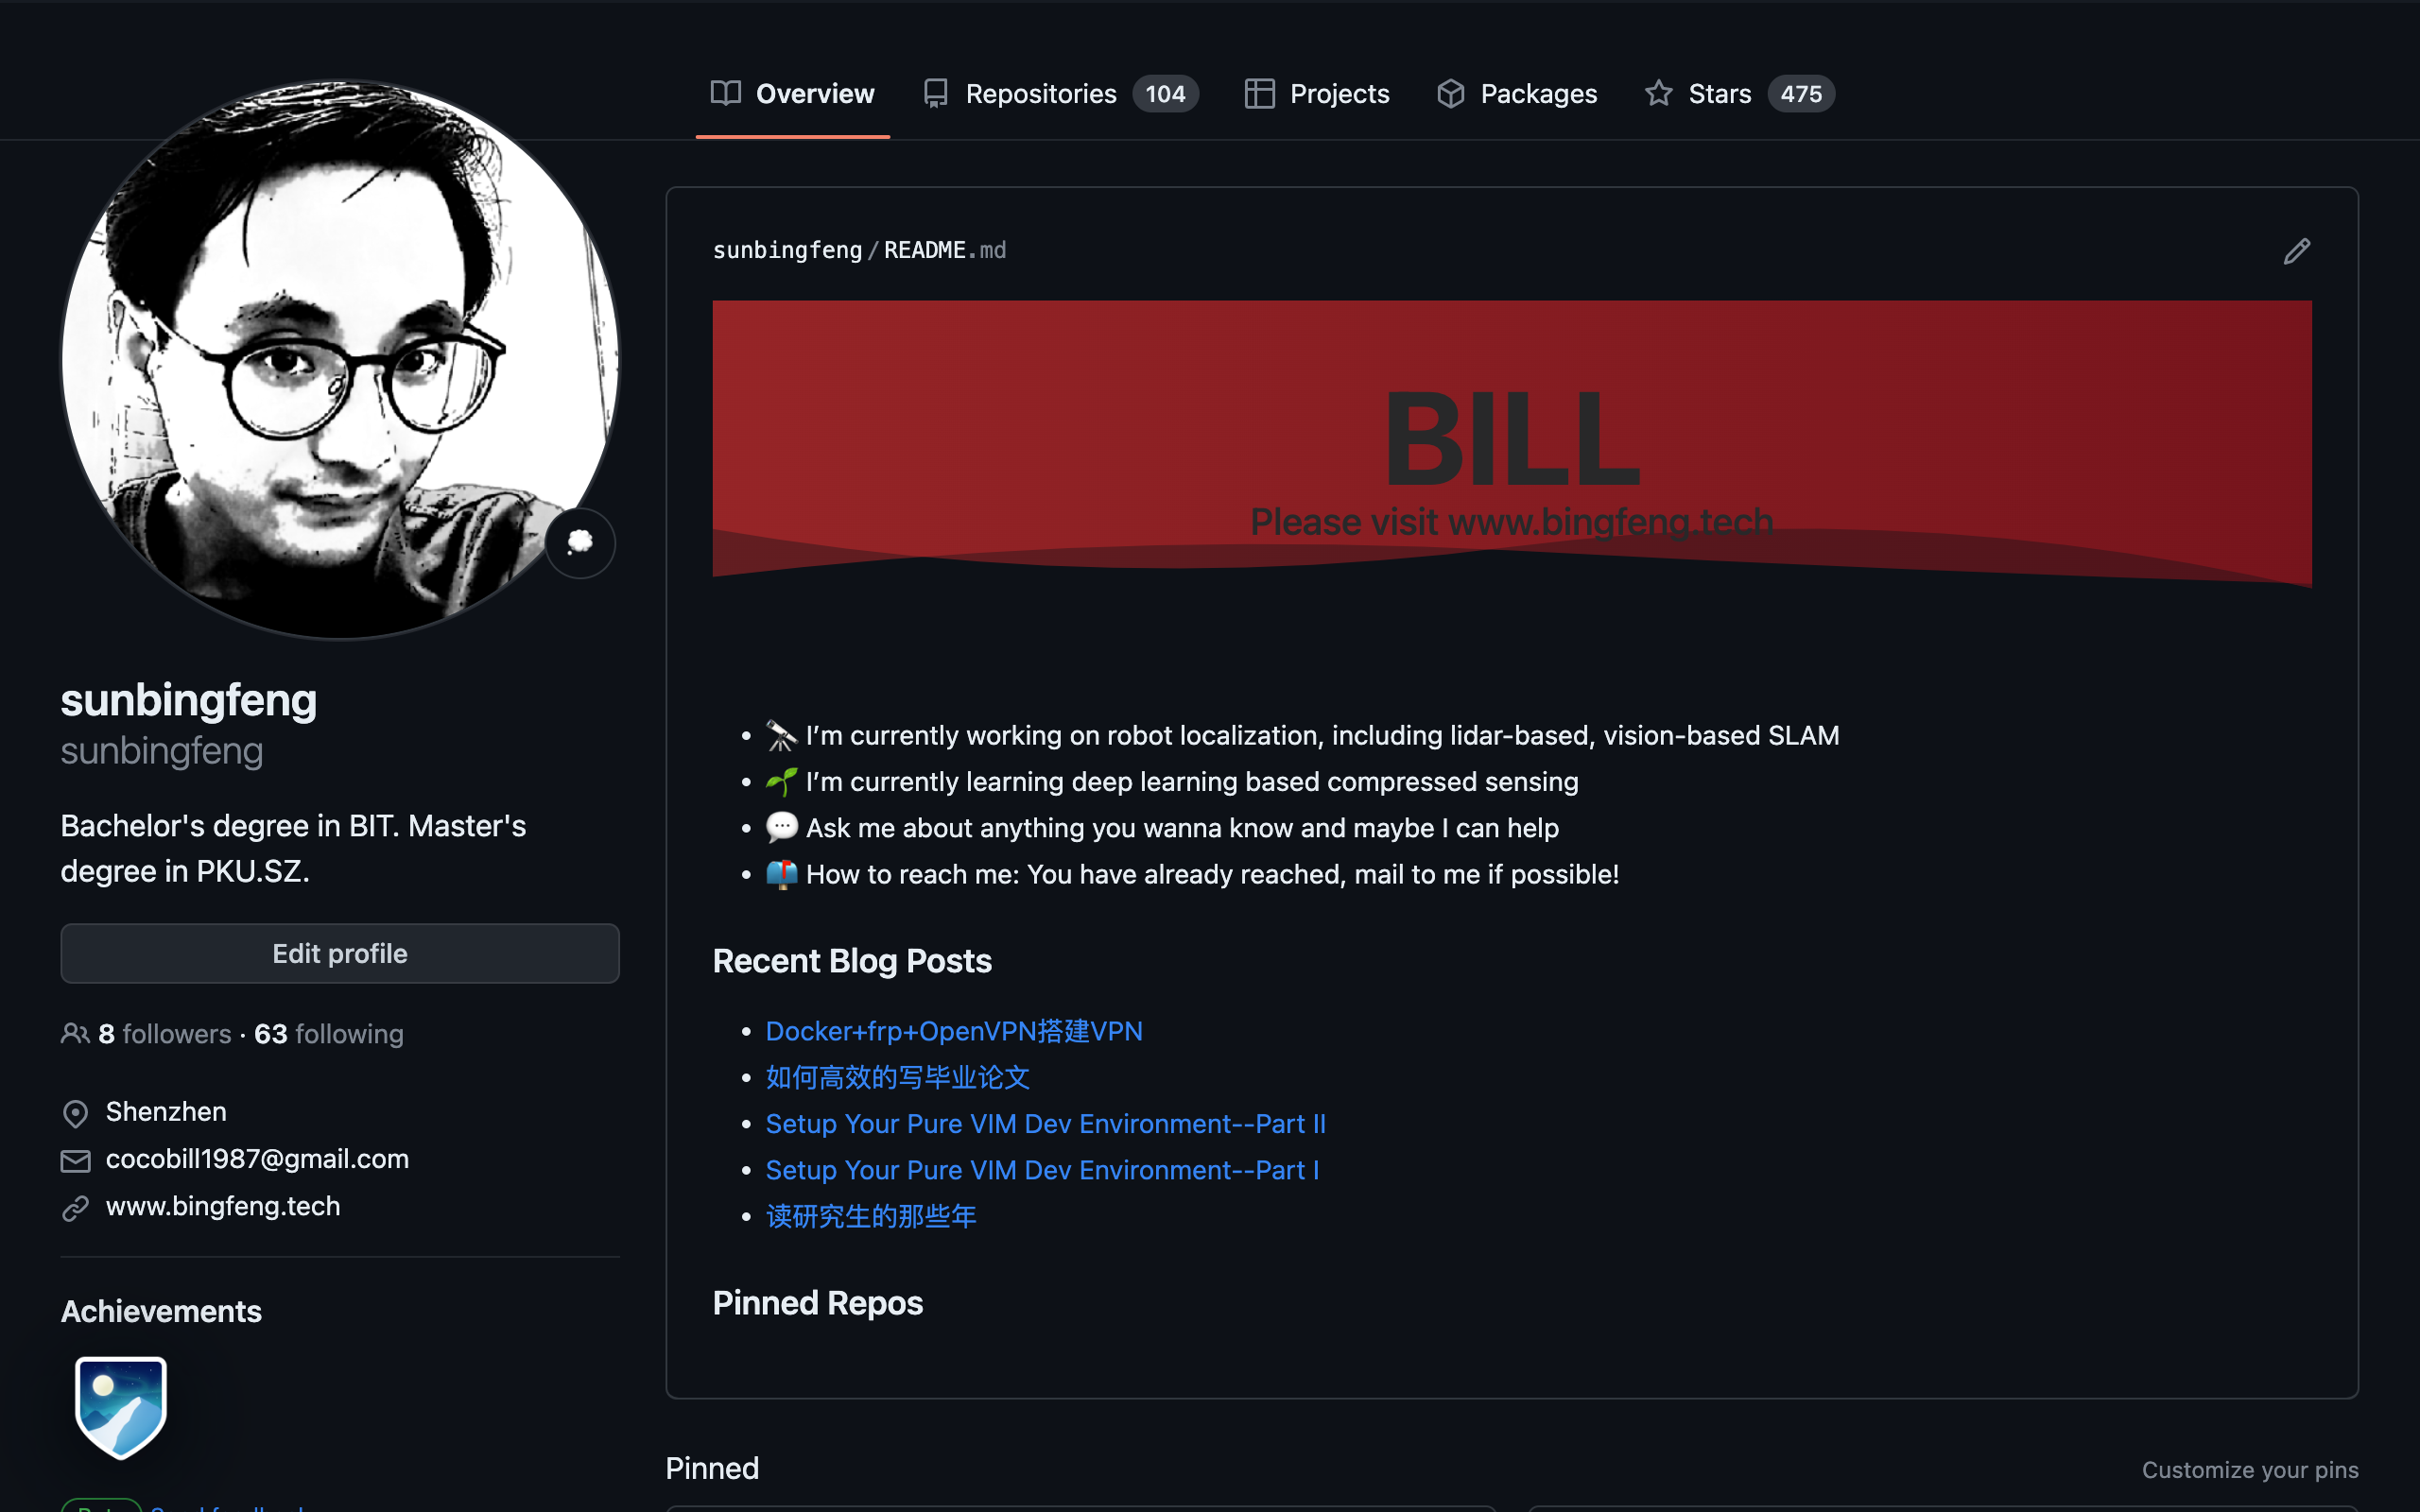 Overview Repositories 104 Projects Packages Stars 475
sunbingfeng
sunbingfeng
Bachelor's degree in BIT. Master's
degree in PKU.SZ.
Edit profile
8 followers · 63 following
Shenzhen
cocobill1987@gmail.com
www.bingfeng.tech
Achievements
sunbingfeng/README.md
BILL
Please visit www.bingfeng.tech
• 🔭 I’m currently working on robot localization, including lidar-based, vision-based SLAM
• 🌱 I’m currently learning deep learning based compressed sensing
• 💬 Ask me about anything you wanna know and maybe I can help
• 📫 How to reach me: You have already reached, mail to me if possible!
Recent Blog Posts
• Docker+frp+OpenVPN搭建VPN
• 如何高效的写毕业论文
• Setup Your Pure VIM Dev Environment--Part II
• Setup Your Pure VIM Dev Environment--Part I
• 读研究生的那些年
Pinned Repos
Pinned
Customize your pins